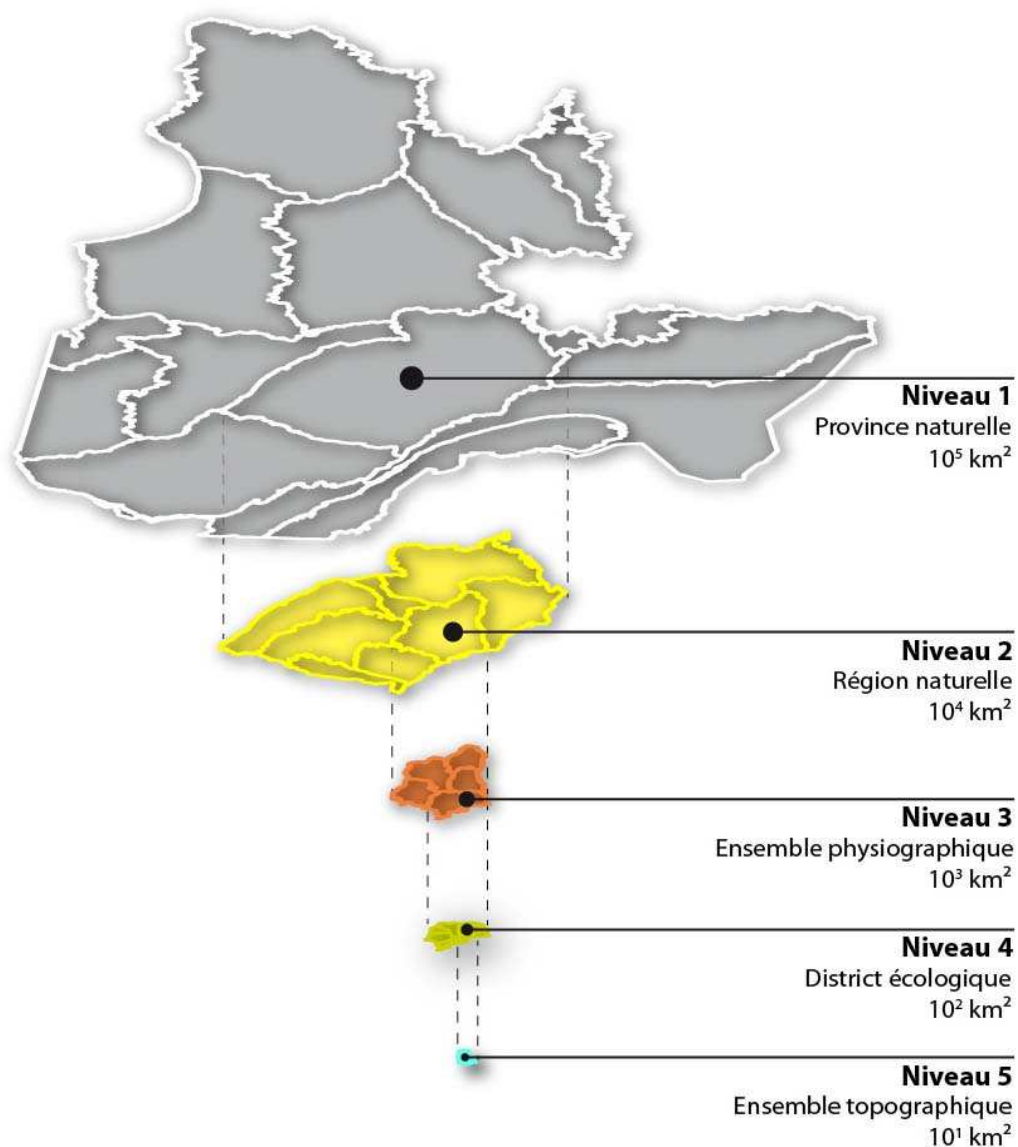 Niveau 1
Province naturelle
10⁵ km²
Niveau 2
Région naturelle
10⁴ km²
Niveau 3
Ensemble physiographique
10³ km²
Niveau 4
District écologique
10² km²
Niveau 5
Ensemble topographique
10¹ km²